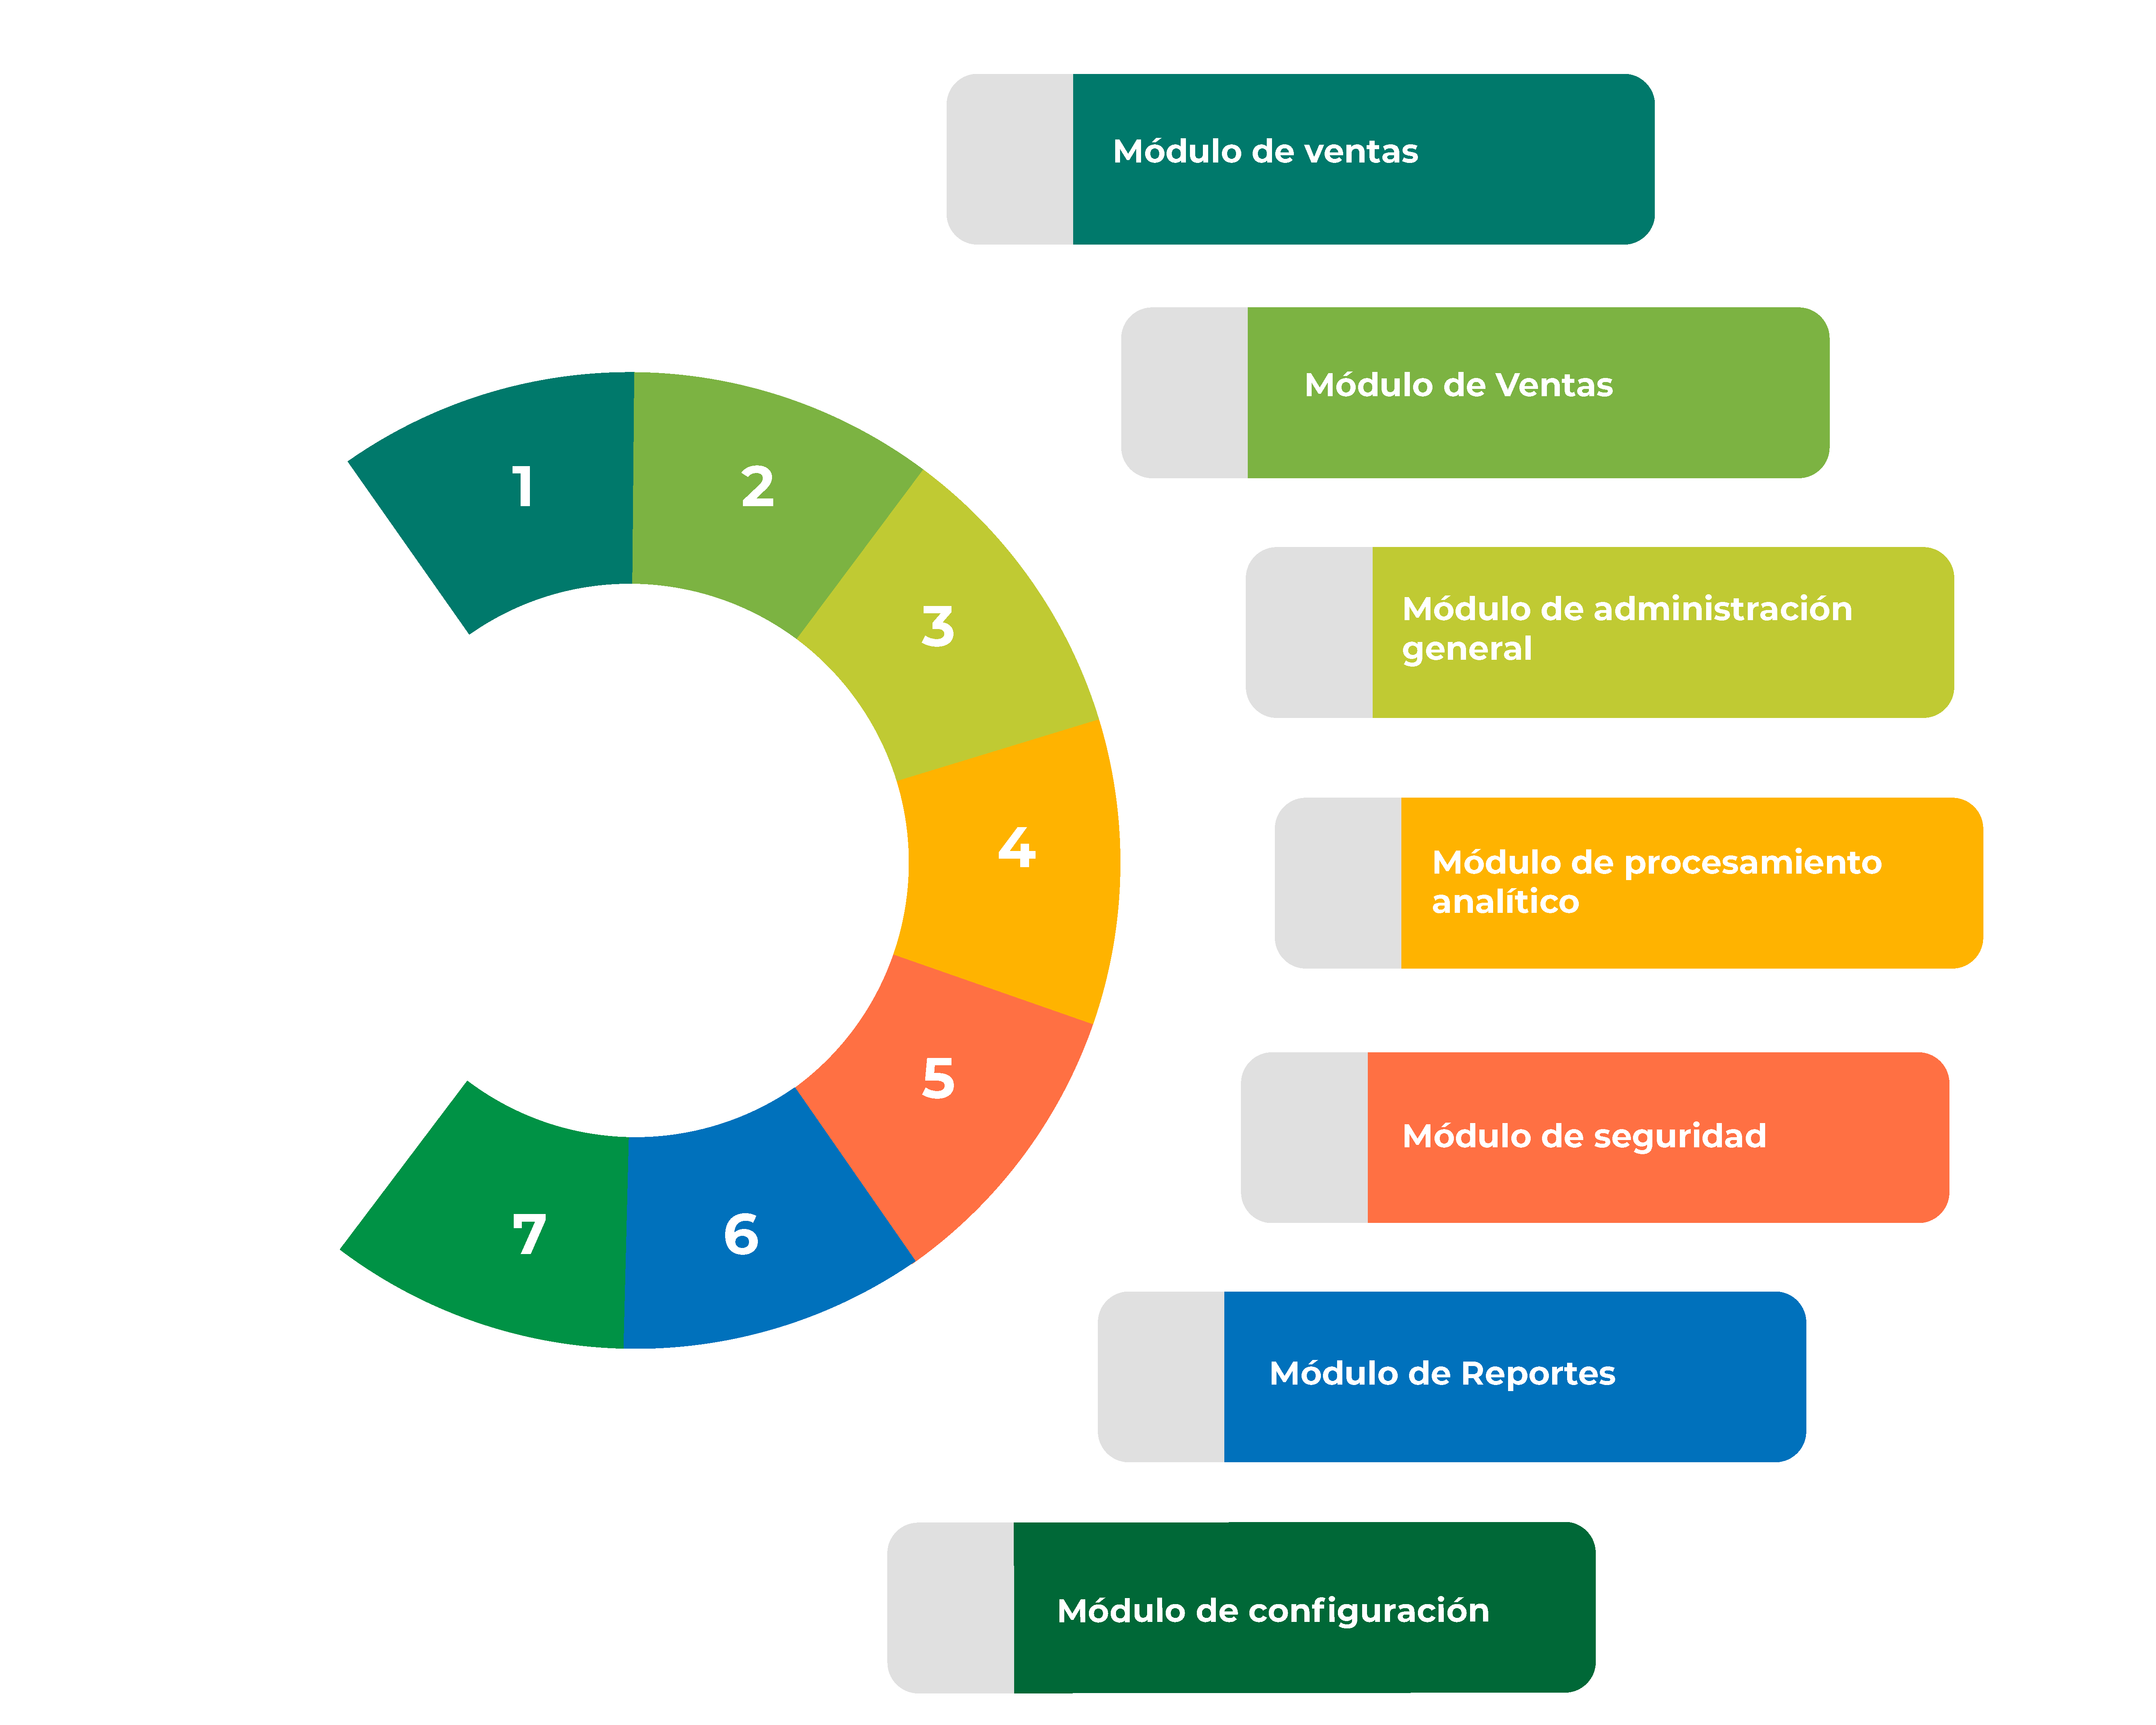 Módulo de ventas
Módulo de Ventas
1
2
3
Módulo de administración
general
4
Módulo de procesamiento
analítico
5
Módulo de seguridad
7
6
Módulo de Reportes
Módulo de configuración